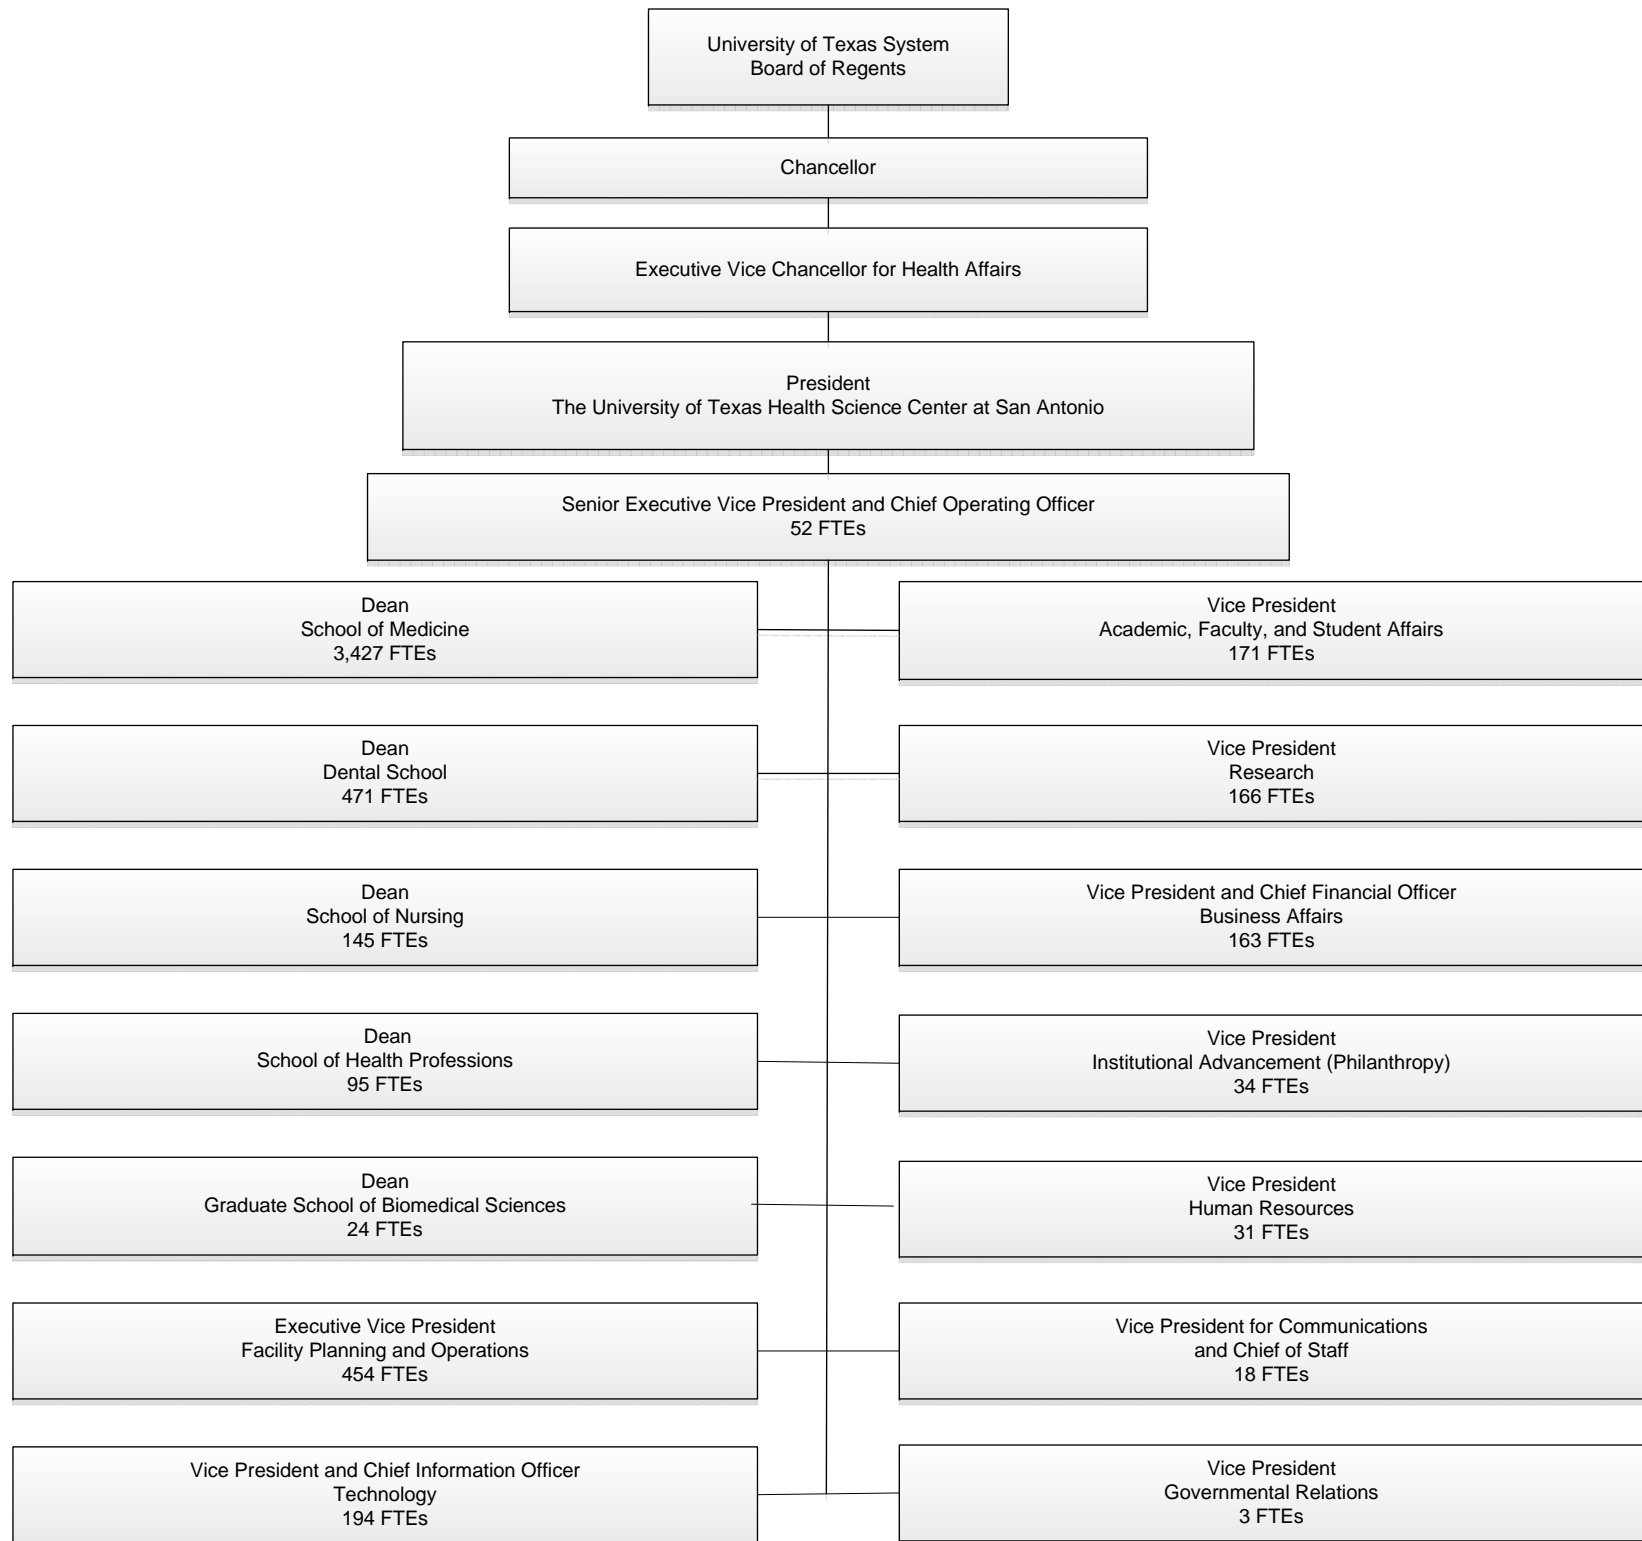 University of Texas System
Board of Regents
Chancellor
Executive Vice Chancellor for Health Affairs
President
The University of Texas Health Science Center at San Antonio
Senior Executive Vice President and Chief Operating Officer
52 FTEs
Dean
School of Medicine
3,427 FTEs
Vice President
Academic, Faculty, and Student Affairs
171 FTEs
Dean
Dental School
471 FTEs
Vice President
Research
166 FTEs
Dean
School of Nursing
145 FTEs
Vice President and Chief Financial Officer
Business Affairs
163 FTEs
Dean
School of Health Professions
95 FTEs
Vice President
Institutional Advancement (Philanthropy)
34 FTEs
Dean
Graduate School of Biomedical Sciences
24 FTEs
Vice President
Human Resources
31 FTEs
Executive Vice President
Facility Planning and Operations
454 FTEs
Vice President for Communications
and Chief of Staff
18 FTEs
Vice President and Chief Information Officer
Technology
194 FTEs
Vice President
Governmental Relations
3 FTEs